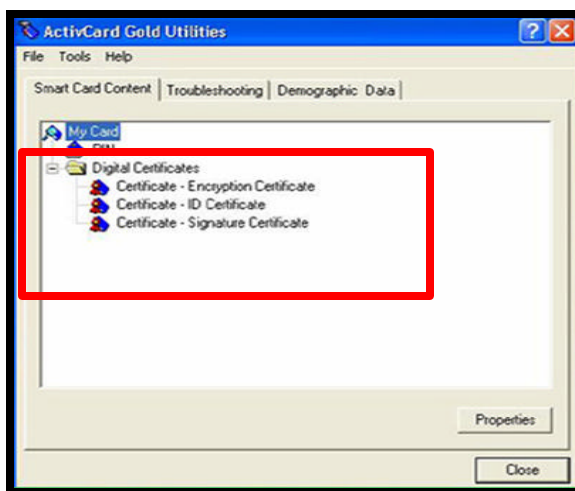 ActivCard Gold Utilities
File Tools Help
Smart Card Content Troubleshooting Demographic Data
My Card
PIN
Digital Certificates
Certificate - Encryption Certificate
Certificate - ID Certificate
Certificate - Signature Certificate
Properties
Close